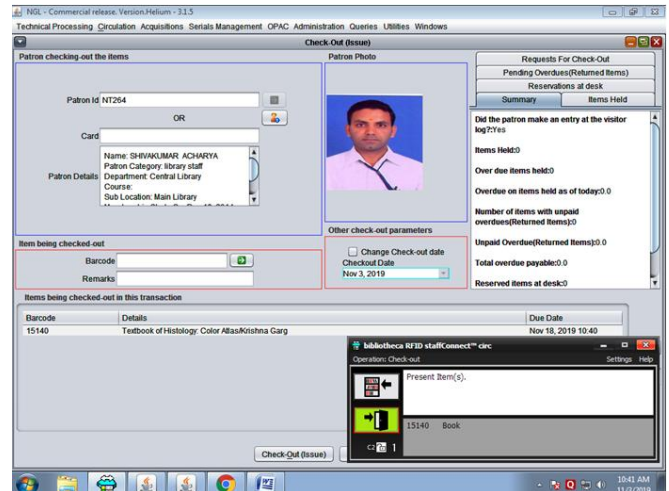 NGL - Commercial release. Version.Helium - 3.1.5
Technical Processing Circulation Acquisitions Serials Management OPAC Administration Queries Utilities Windows
Check-Out (Issue)
Patron checking-out the items
Patron Id NT264
OR
Card
Patron Details
Name: SHIVAKUMAR ACHARYA
Patron Category: library staff
Department: Central Library
Course:
Sub Location: Main Library
Patron Photo
Requests For Check-Out
Pending Overdues(Returned Items)
Reservations at desk
Summary Items Held
Did the patron make an entry at the visitor
log?:Yes
Items Held:0
Over due items held:0
Overdue on items held as of today:0.0
Number of items with unpaid
overdues(Returned Items):0
Unpaid Overdue(Returned Items):0.0
Total overdue payable:0.0
Reserved items at desk:0
Item being checked-out
Barcode
Remarks
Other check-out parameters
Change Check-out date
Checkout Date
Nov 3, 2019
Items being checked-out in this transaction
Barcode Details Due Date
15140 Textbook of Histology: Color Atlas/Krishna Garg Nov 18, 2019 10:40
bibliotheca RFID staffConnect™ circ
Operation: Check-out Settings Help
Present Item(s).
15140 Book
C2 1
Check-Out (Issue)
10:41 AM
11/3/2019